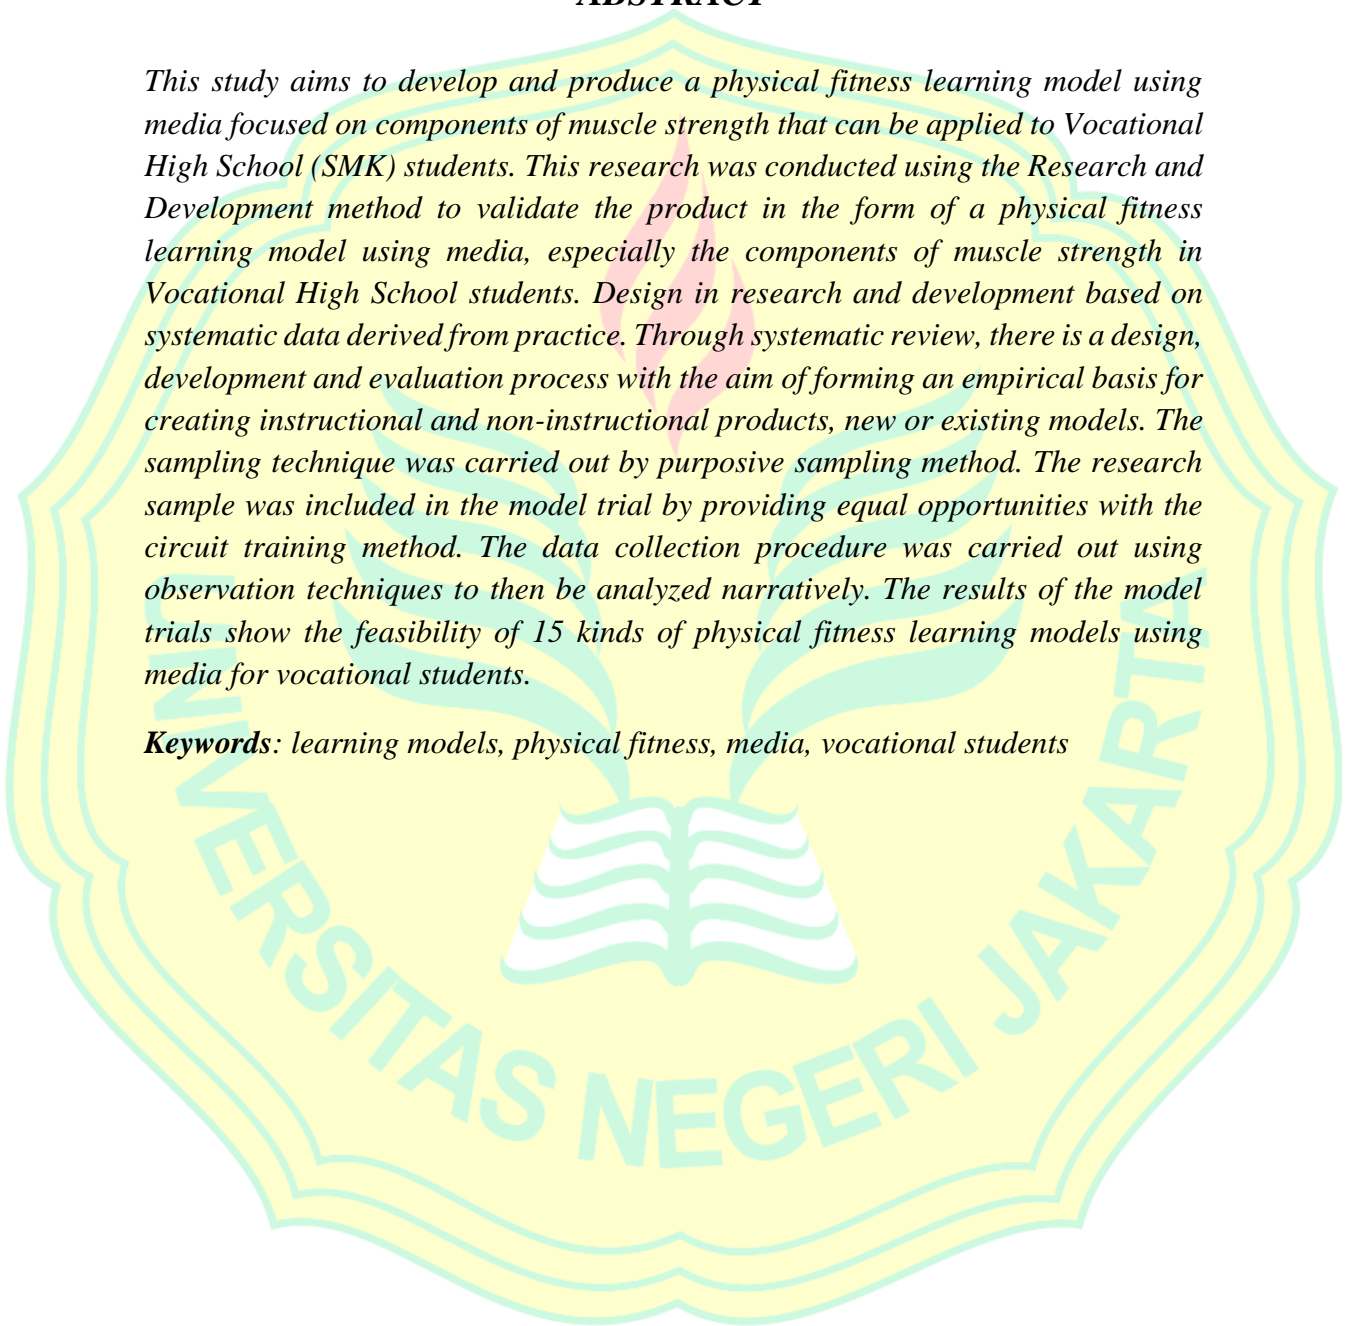 ABSTRACT
This study aims to develop and produce a physical fitness learning model using
media focused on components of muscle strength that can be applied to Vocational
High School (SMK) students. This research was conducted using the Research and
Development method to validate the product in the form of a physical fitness
learning model using media, especially the components of muscle strength in
Vocational High School students. Design in research and development based on
systematic data derived from practice. Through systematic review, there is a design,
development and evaluation process with the aim of forming an empirical basis for
creating instructional and non-instructional products, new or existing models. The
sampling technique was carried out by purposive sampling method. The research
sample was included in the model trial by providing equal opportunities with the
circuit training method. The data collection procedure was carried out using
observation techniques to then be analyzed narratively. The results of the model
trials show the feasibility of 15 kinds of physical fitness learning models using
media for vocational students.
Keywords: learning models, physical fitness, media, vocational students
UNIVERSITAS NEGERI JAKARTA